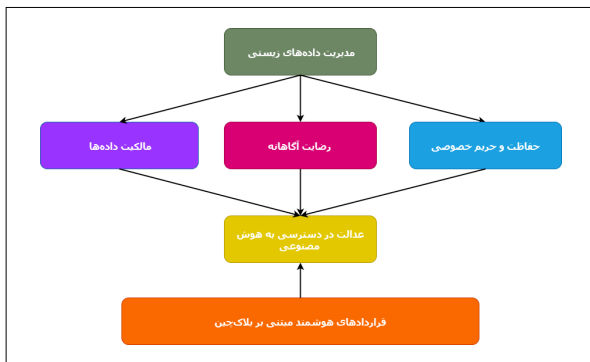 مدیریت داده‌های زیستی
حفاظت و حریم خصوصی
رضایت آگاهانه
مالکیت داده‌ها
عدالت در دسترسی به هوش
مصنوعی
قراردادهای هوشمند مبتنی بر بلاک‌چین